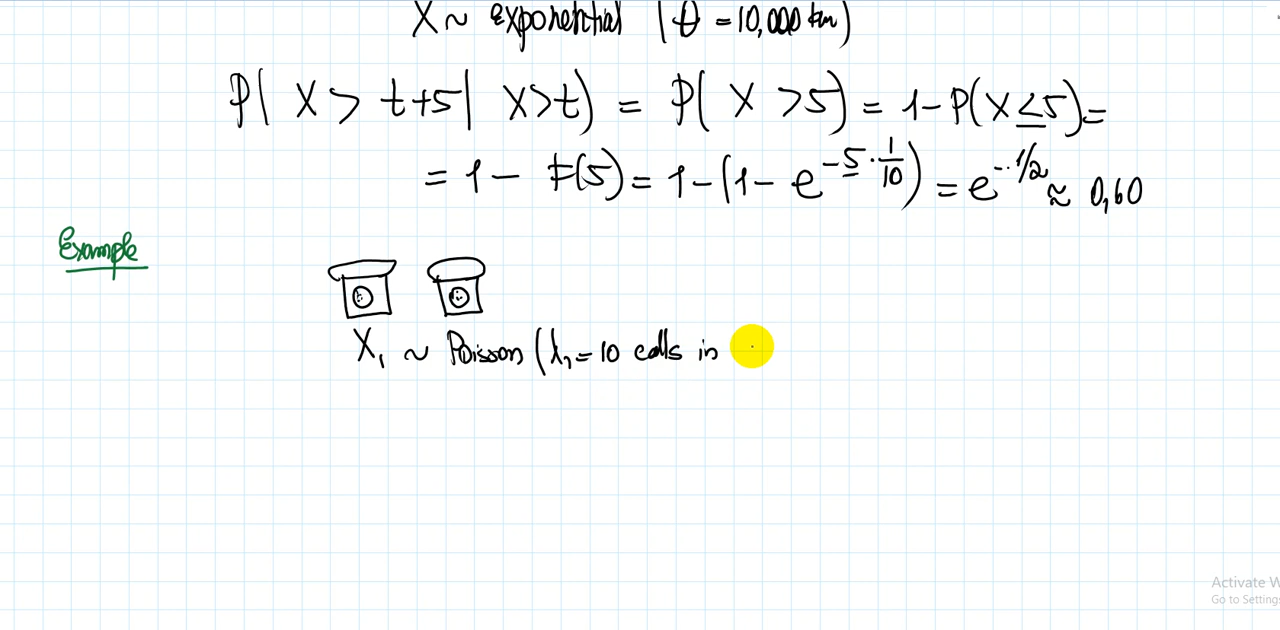 X ~ exponential (θ = 10,000 km)
P( X > t+5 | X>t) = P( X >5) = 1-P(X≤5)=
= 1 - F(5) = 1-(1- e^{-5·1/10}) = e^{-1/2} ≈ 0,60
Example
X₁ ~ Poisson (λ₁=10 calls in
Activate W
Go to Settings